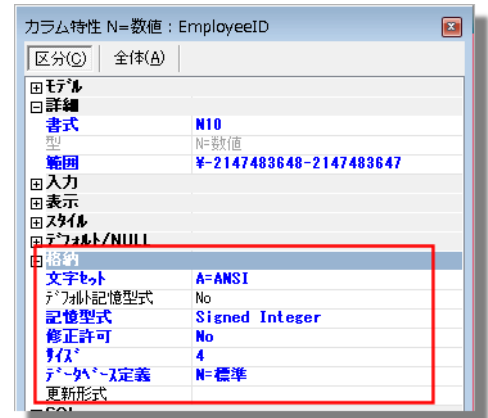 カラム特性 N=数値 : EmployeeID
区分(C) 全体(A)
モデル
詳細
書式 N10
型 N=数値
範囲 ¥-2147483648-2147483647
入力
表示
スタイル
デフォルト/NULL
格納
文字セット A=ANSI
デフォルト記憶型式 No
記憶型式 Signed Integer
修正許可 No
サイズ 4
データベース定義 N=標準
更新形式
SQL